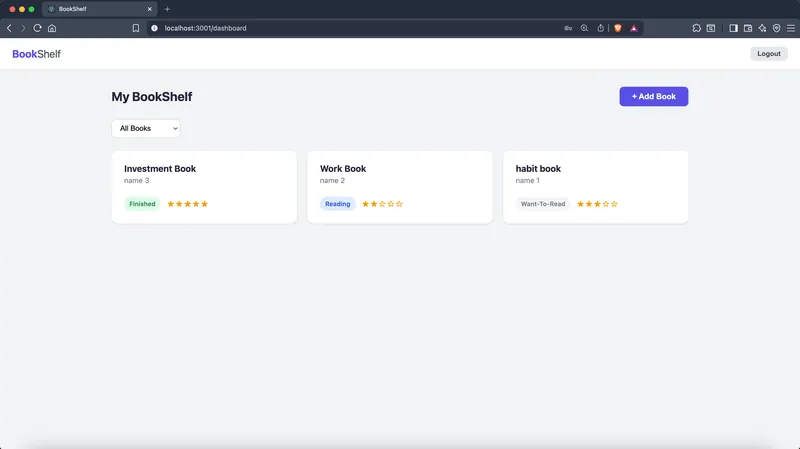 BookShelf
localhost:3001/dashboard
BookShelf
Logout
My BookShelf
+ Add Book
All Books
Investment Book
name 3
Finished ★★★★★
Work Book
name 2
Reading ★★☆☆☆
habit book
name 1
Want-To-Read ★★★☆☆